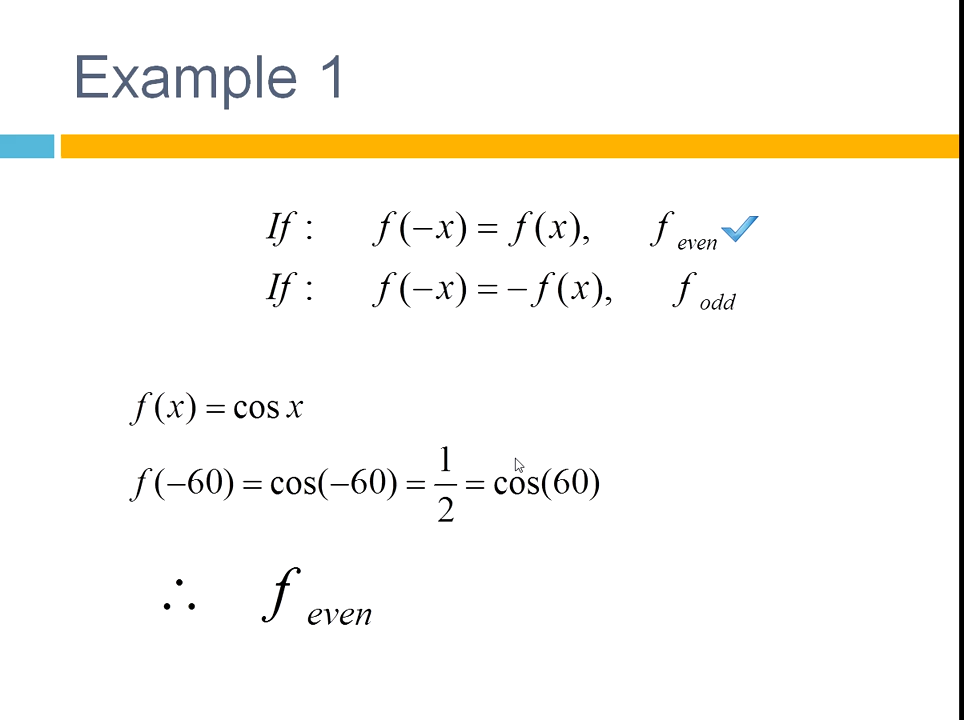 Example 1
If : f(−x) = f(x), f even
If : f(−x) = − f(x), f odd
f(x) = cos x
f(−60) = cos(−60) = 1/2 = cos(60)
∴ f even